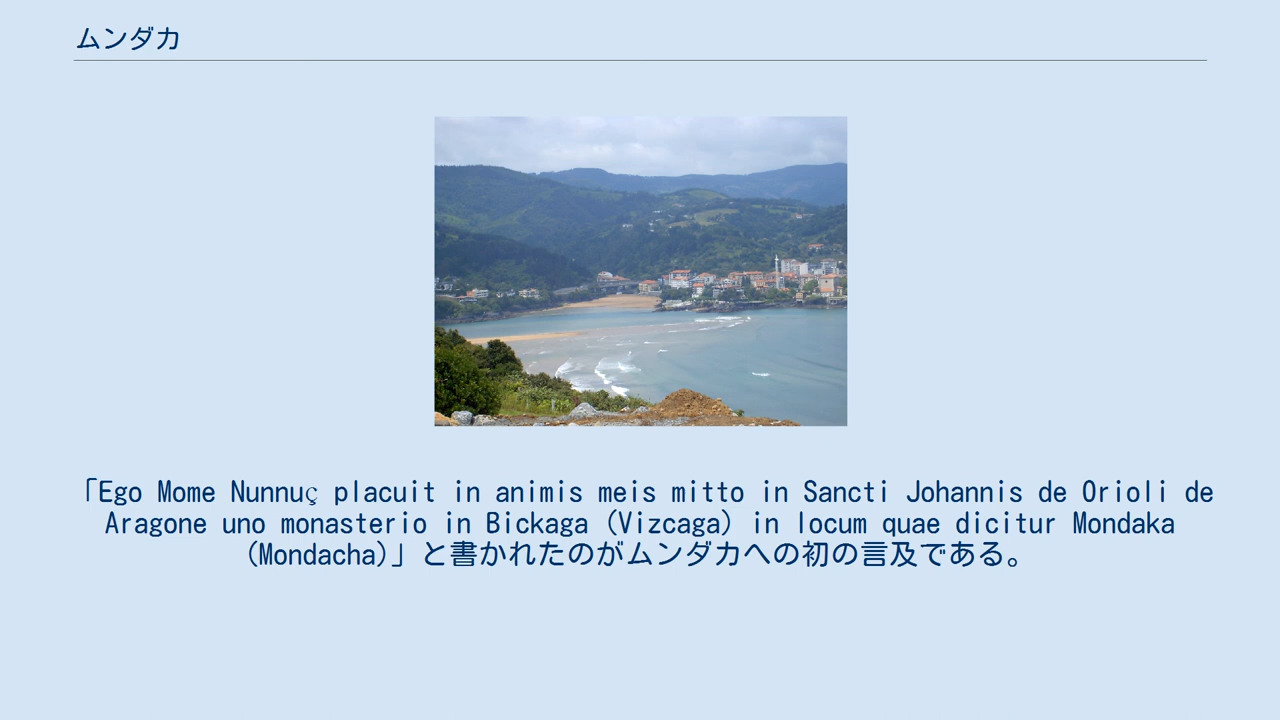 ムンダカ
「Ego Mome Nunnuç placuit in animis meis mitto in Sancti Johannis de Orioli de
Aragone uno monasterio in Bickaga (Vizcaga) in locum quae dicitur Mondaka
(Mondacha)」と書かれたのがムンダカへの初の言及である。